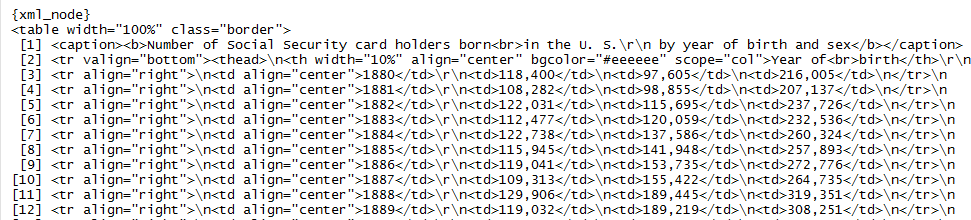 {xml_node}
<table width="100%" class="border">
[1] <caption><b>Number of Social Security card holders born<br>in the U. S.\r\n by year of birth and sex</b></caption>
[2] <tr valign="bottom"><thead>\n<th width="10%" align="center" bgcolor="#eeeeee" scope="col">Year of<br>birth</th>\r\n
[3] <tr align="right">\n<td align="center">1880</td>\r\n<td>118,400</td>\n<td>97,605</td>\n<td>216,005</td>\n</tr>\n
[4] <tr align="right">\n<td align="center">1881</td>\r\n<td>108,282</td>\n<td>98,855</td>\n<td>207,137</td>\n</tr>\n
[5] <tr align="right">\n<td align="center">1882</td>\r\n<td>122,031</td>\n<td>115,695</td>\n<td>237,726</td>\n</tr>\n
[6] <tr align="right">\n<td align="center">1883</td>\r\n<td>112,477</td>\n<td>120,059</td>\n<td>232,536</td>\n</tr>\n
[7] <tr align="right">\n<td align="center">1884</td>\r\n<td>122,738</td>\n<td>137,586</td>\n<td>260,324</td>\n</tr>\n
[8] <tr align="right">\n<td align="center">1885</td>\r\n<td>115,945</td>\n<td>141,948</td>\n<td>257,893</td>\n</tr>\n
[9] <tr align="right">\n<td align="center">1886</td>\r\n<td>119,041</td>\n<td>153,735</td>\n<td>272,776</td>\n</tr>\n
[10] <tr align="right">\n<td align="center">1887</td>\r\n<td>109,313</td>\n<td>155,422</td>\n<td>264,735</td>\n</tr>\n
[11] <tr align="right">\n<td align="center">1888</td>\r\n<td>129,906</td>\n<td>189,445</td>\n<td>319,351</td>\n</tr>\n
[12] <tr align="right">\n<td align="center">1889</td>\r\n<td>119,032</td>\n<td>189,219</td>\n<td>308,251</td>\n</tr>\n